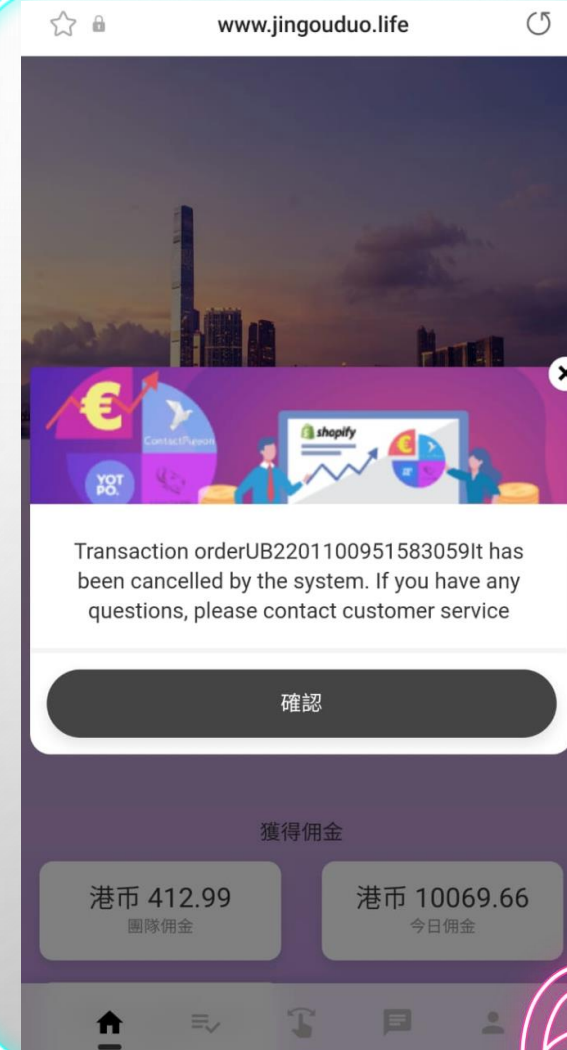 www.jingouduo.life
€
shopify
€
YOT
PO.
Transaction orderUB2201100951583059It has
been cancelled by the system. If you have any
questions, please contact customer service
確認
獲得佣金
港币 412.99
港币 10069.66
團隊佣金
今日佣金